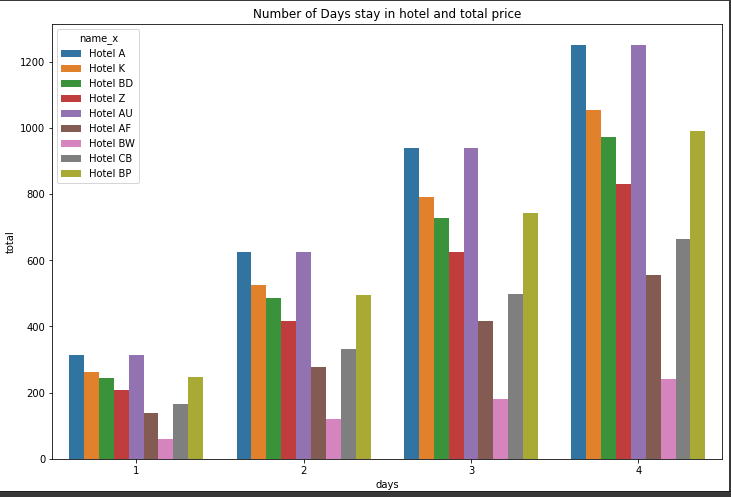 Number of Days stay in hotel and total price
name_x
Hotel A
Hotel K
Hotel BD
Hotel Z
Hotel AU
Hotel AF
Hotel BW
Hotel CB
Hotel BP
1200
1000
800
600
400
200
0
total
1 2 3 4
days